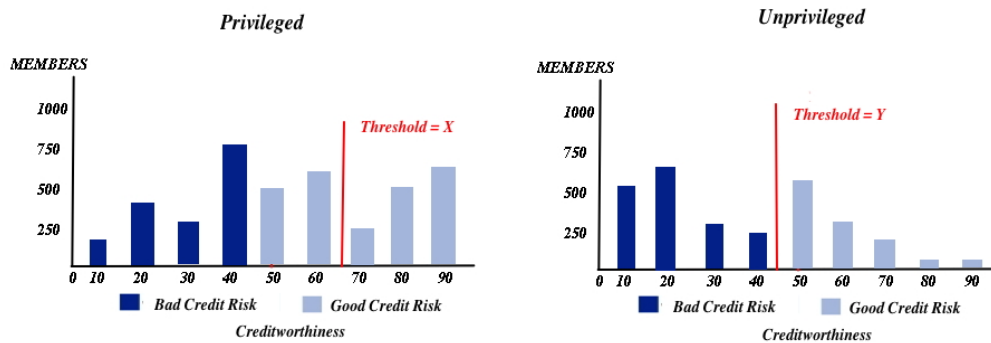 Privileged
MEMBERS
1000
750
500
250
Threshold = X
0 10 20 30 40 50 60 70 80 90
Bad Credit Risk Good Credit Risk
Creditworthiness
Unprivileged
MEMBERS
1000
750
500
250
Threshold = Y
0 10 20 30 40 50 60 70 80 90
Bad Credit Risk Good Credit Risk
Creditworthiness